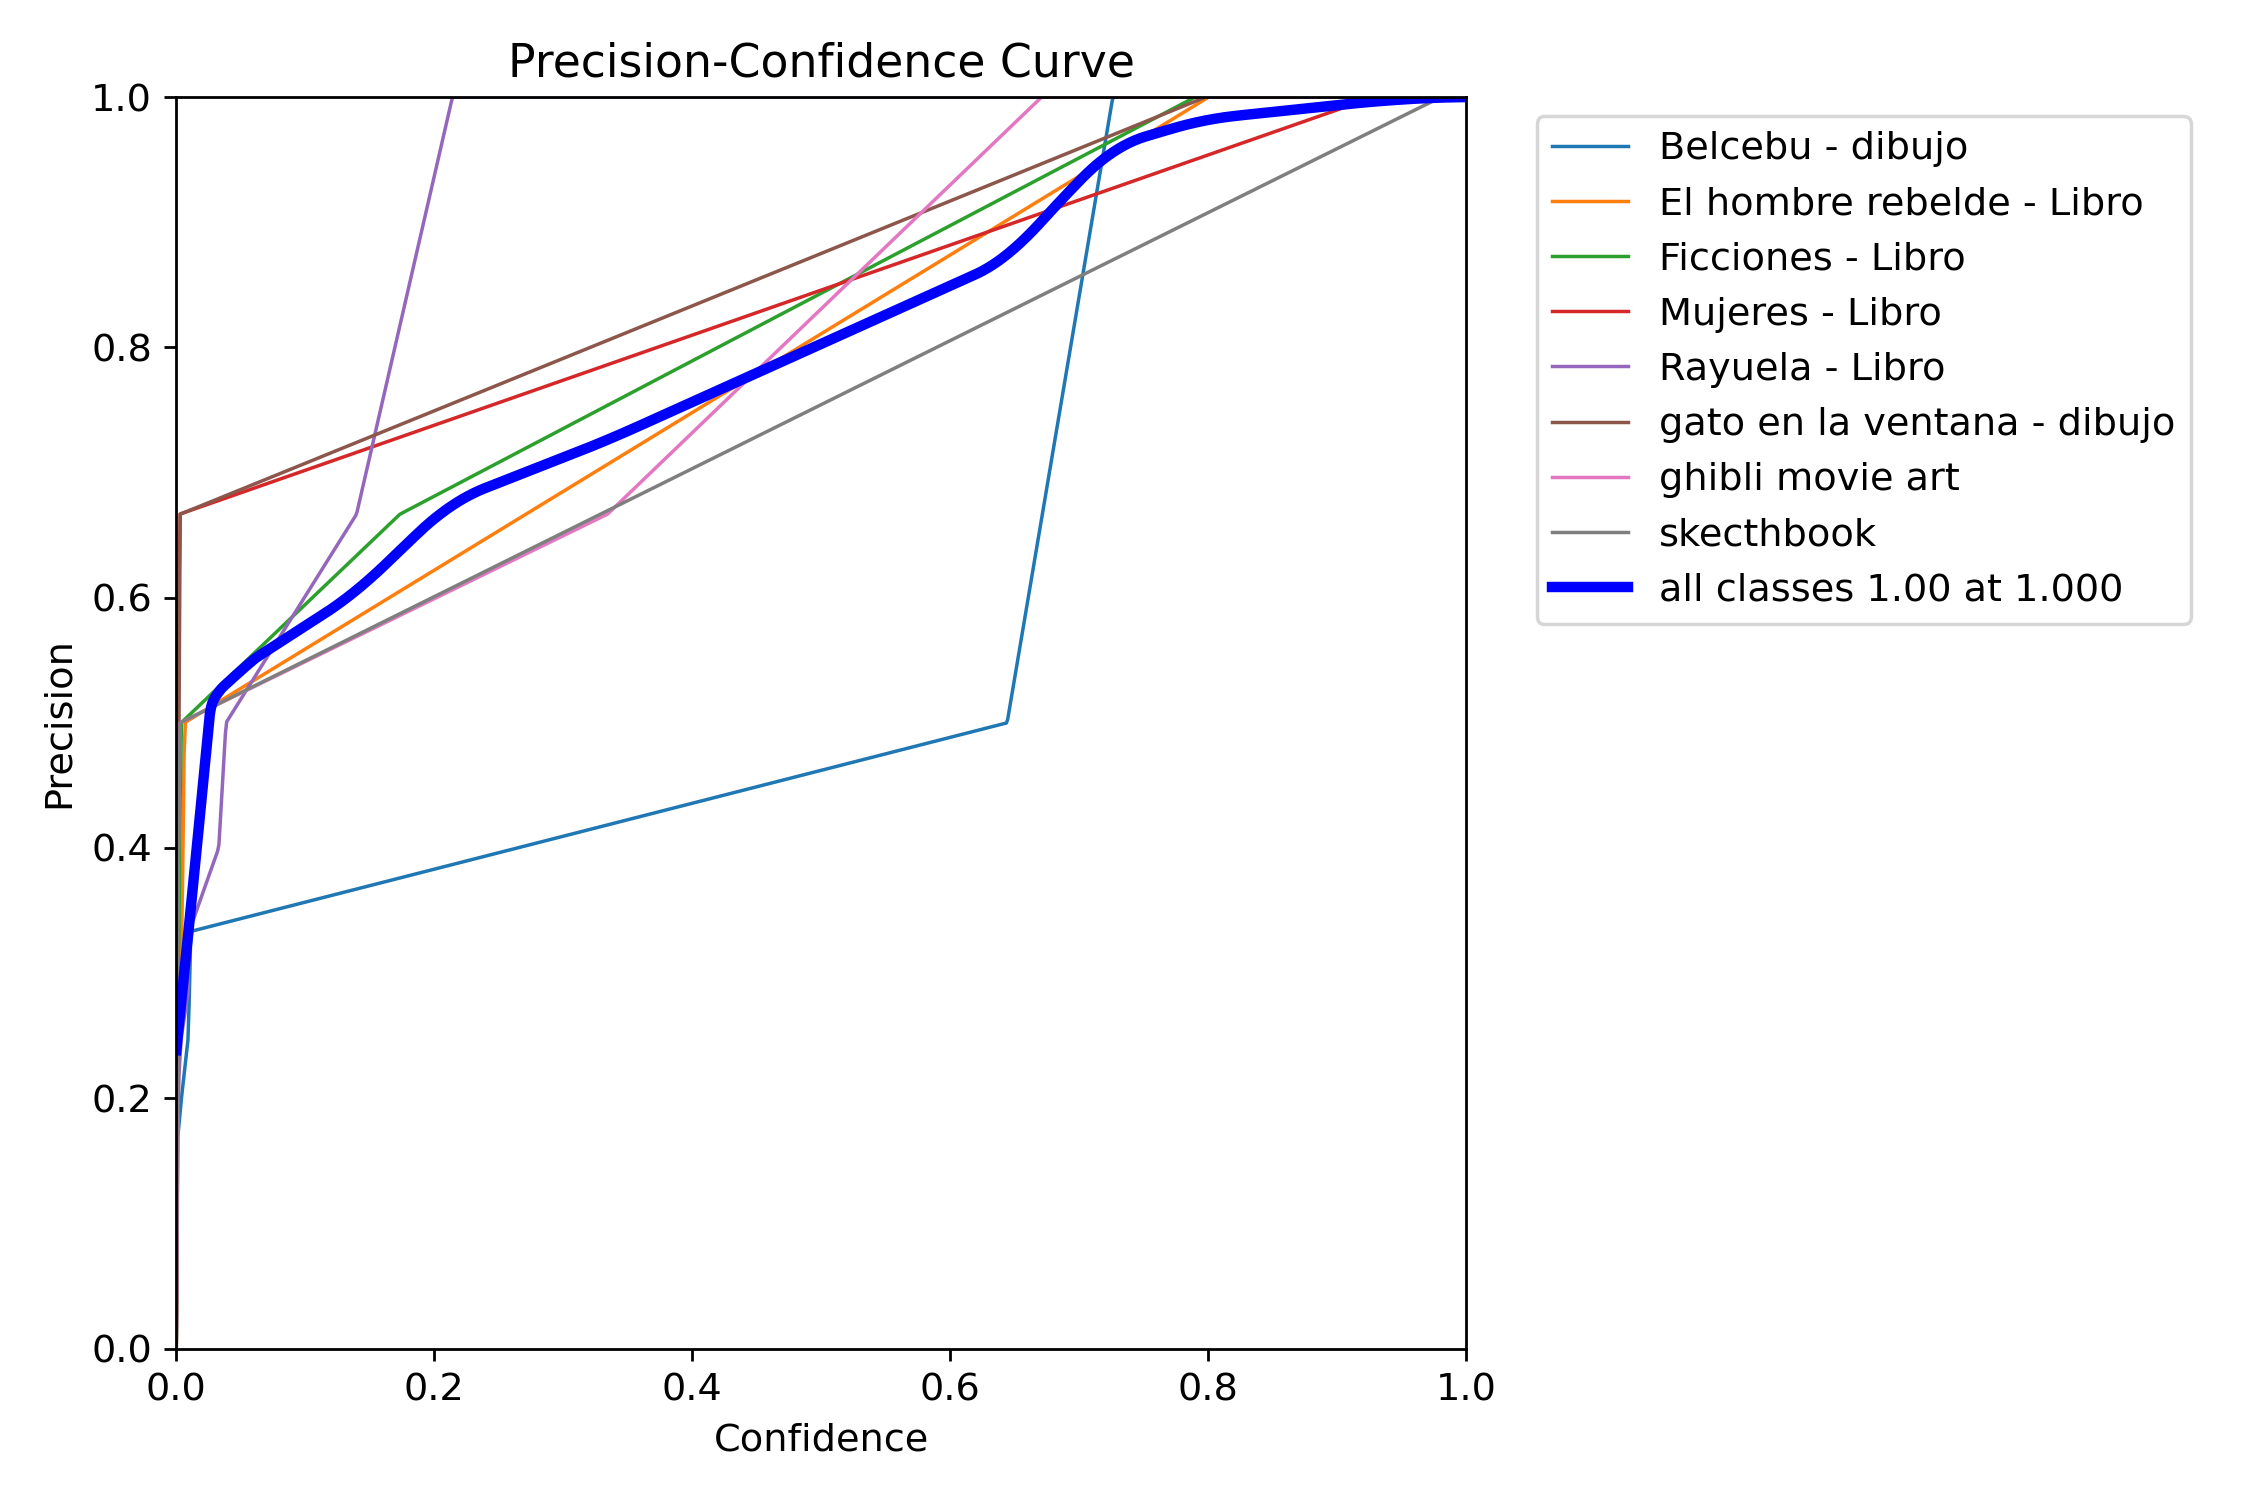 Precision-Confidence Curve
1.0
0.8
0.6
0.4
0.2
0.0
Precision
0.0 0.2 0.4 0.6 0.8 1.0
Confidence
Belcebu - dibujo
El hombre rebelde - Libro
Ficciones - Libro
Mujeres - Libro
Rayuela - Libro
gato en la ventana - dibujo
ghibli movie art
skecthbook
all classes 1.00 at 1.000